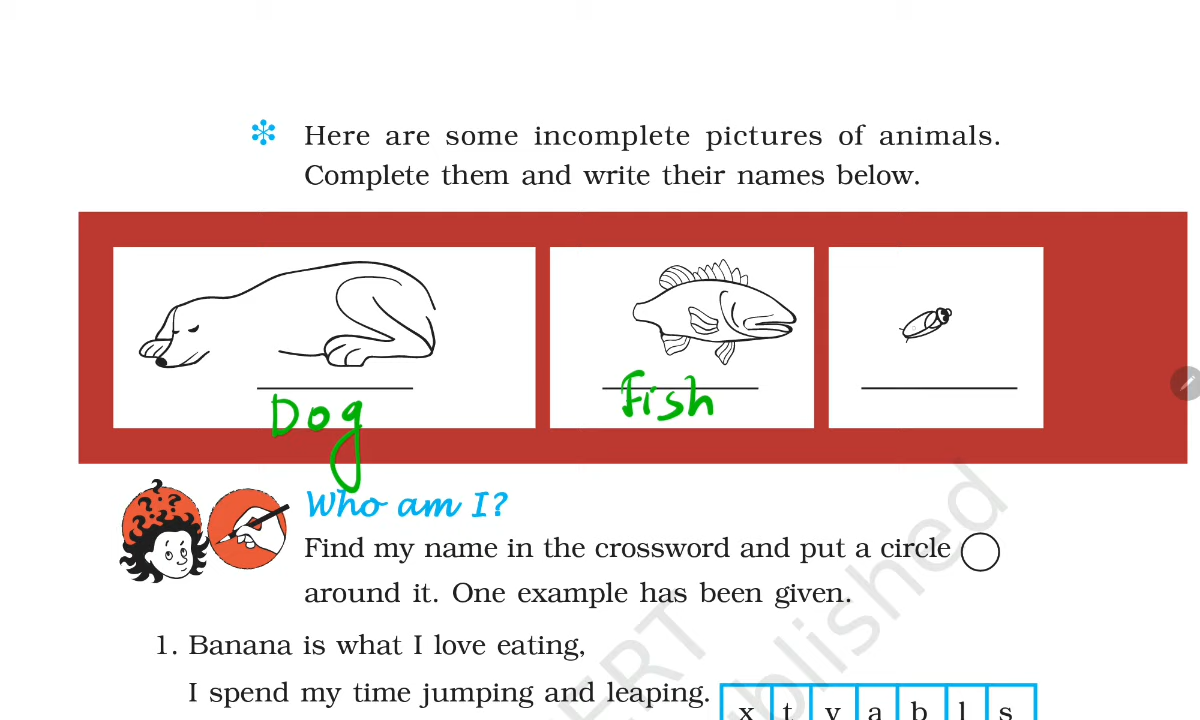 Here are some incomplete pictures of animals.
Complete them and write their names below.
Dog Fish
Who am I?
Find my name in the crossword and put a circle
around it. One example has been given.
1. Banana is what I love eating,
I spend my time jumping and leaping.
x t v a b l s